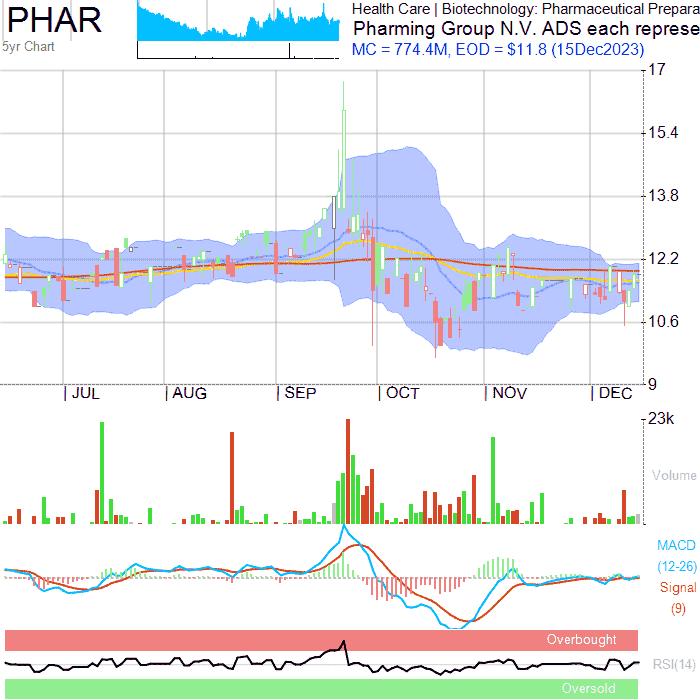 PHAR
5yr Chart
Health Care | Biotechnology: Pharmaceutical Prepara
Pharming Group N.V. ADS each represe
MC = 774.4M, EOD = $11.8 (15Dec2023)
17
15.4
13.8
12.2
10.6
9
JUL
AUG
SEP
OCT
NOV
DEC
23k
Volume
MACD
(12-26)
Signal
(9)
Overbought
RSI(14)
Oversold